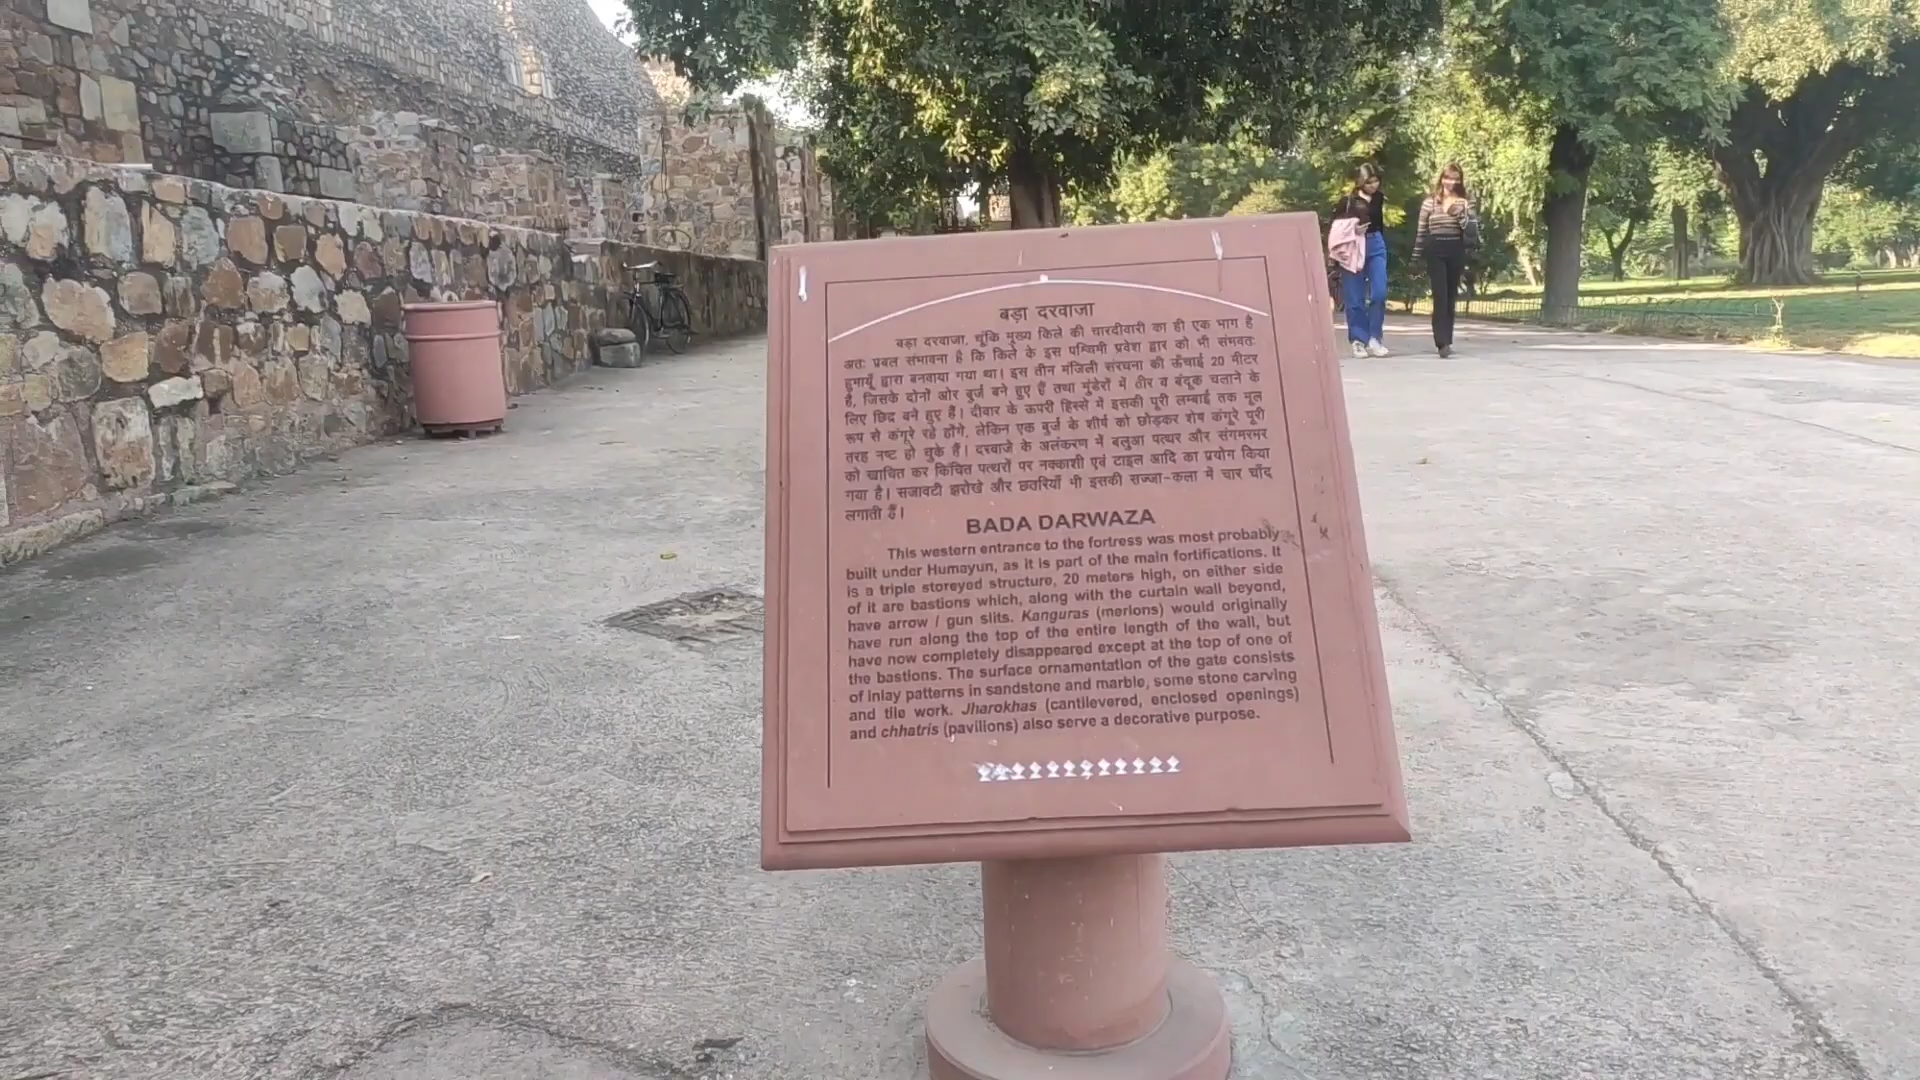 बड़ा दरवाजा
बड़ा दरवाजा, चूंकि मुख्य किले की चारदीवारी का ही एक भाग है
अतः प्रबल संभावना है कि किले के इस पश्चिमी प्रवेश द्वार को भी संभवतः
हुमायूँ द्वारा बनवाया गया था। इस तीन मंजिली संरचना की ऊँचाई 20 मीटर
है, जिसके दोनों ओर बुर्ज बने हुए हैं तथा मुंडेरों में तीर व बंदूक चलाने के
लिए छिद्र बने हुए हैं। दीवार के ऊपरी हिस्से में इसकी पूरी लम्बाई तक मूल
रूप से कंगूरे रहे होंगे, लेकिन एक बुर्ज के शीर्ष को छोड़कर शेष कंगूरे पूरी
तरह नष्ट हो चुके हैं। दरवाजे के अलंकरण में बलुआ पत्थर और संगमरमर
को खाचित कर किंचित पत्थरों पर नक्काशी एवं टाइल आदि का प्रयोग किया
गया है। सजावटी झरोखे और छतरियाँ भी इसकी सज्जा-कला में चार चाँद
लगाती हैं।
BADA DARWAZA
This western entrance to the fortress was most probably
built under Humayun, as it is part of the main fortifications. It
is a triple storeyed structure, 20 meters high, on either side
of it are bastions which, along with the curtain wall beyond,
have arrow / gun slits. Kanguras (merlons) would originally
have run along the top of the entire length of the wall, but
have now completely disappeared except at the top of one of
the bastions. The surface ornamentation of the gate consists
of inlay patterns in sandstone and marble, some stone carving
and tile work. Jharokhas (cantilevered, enclosed openings)
and chhatris (pavilions) also serve a decorative purpose.